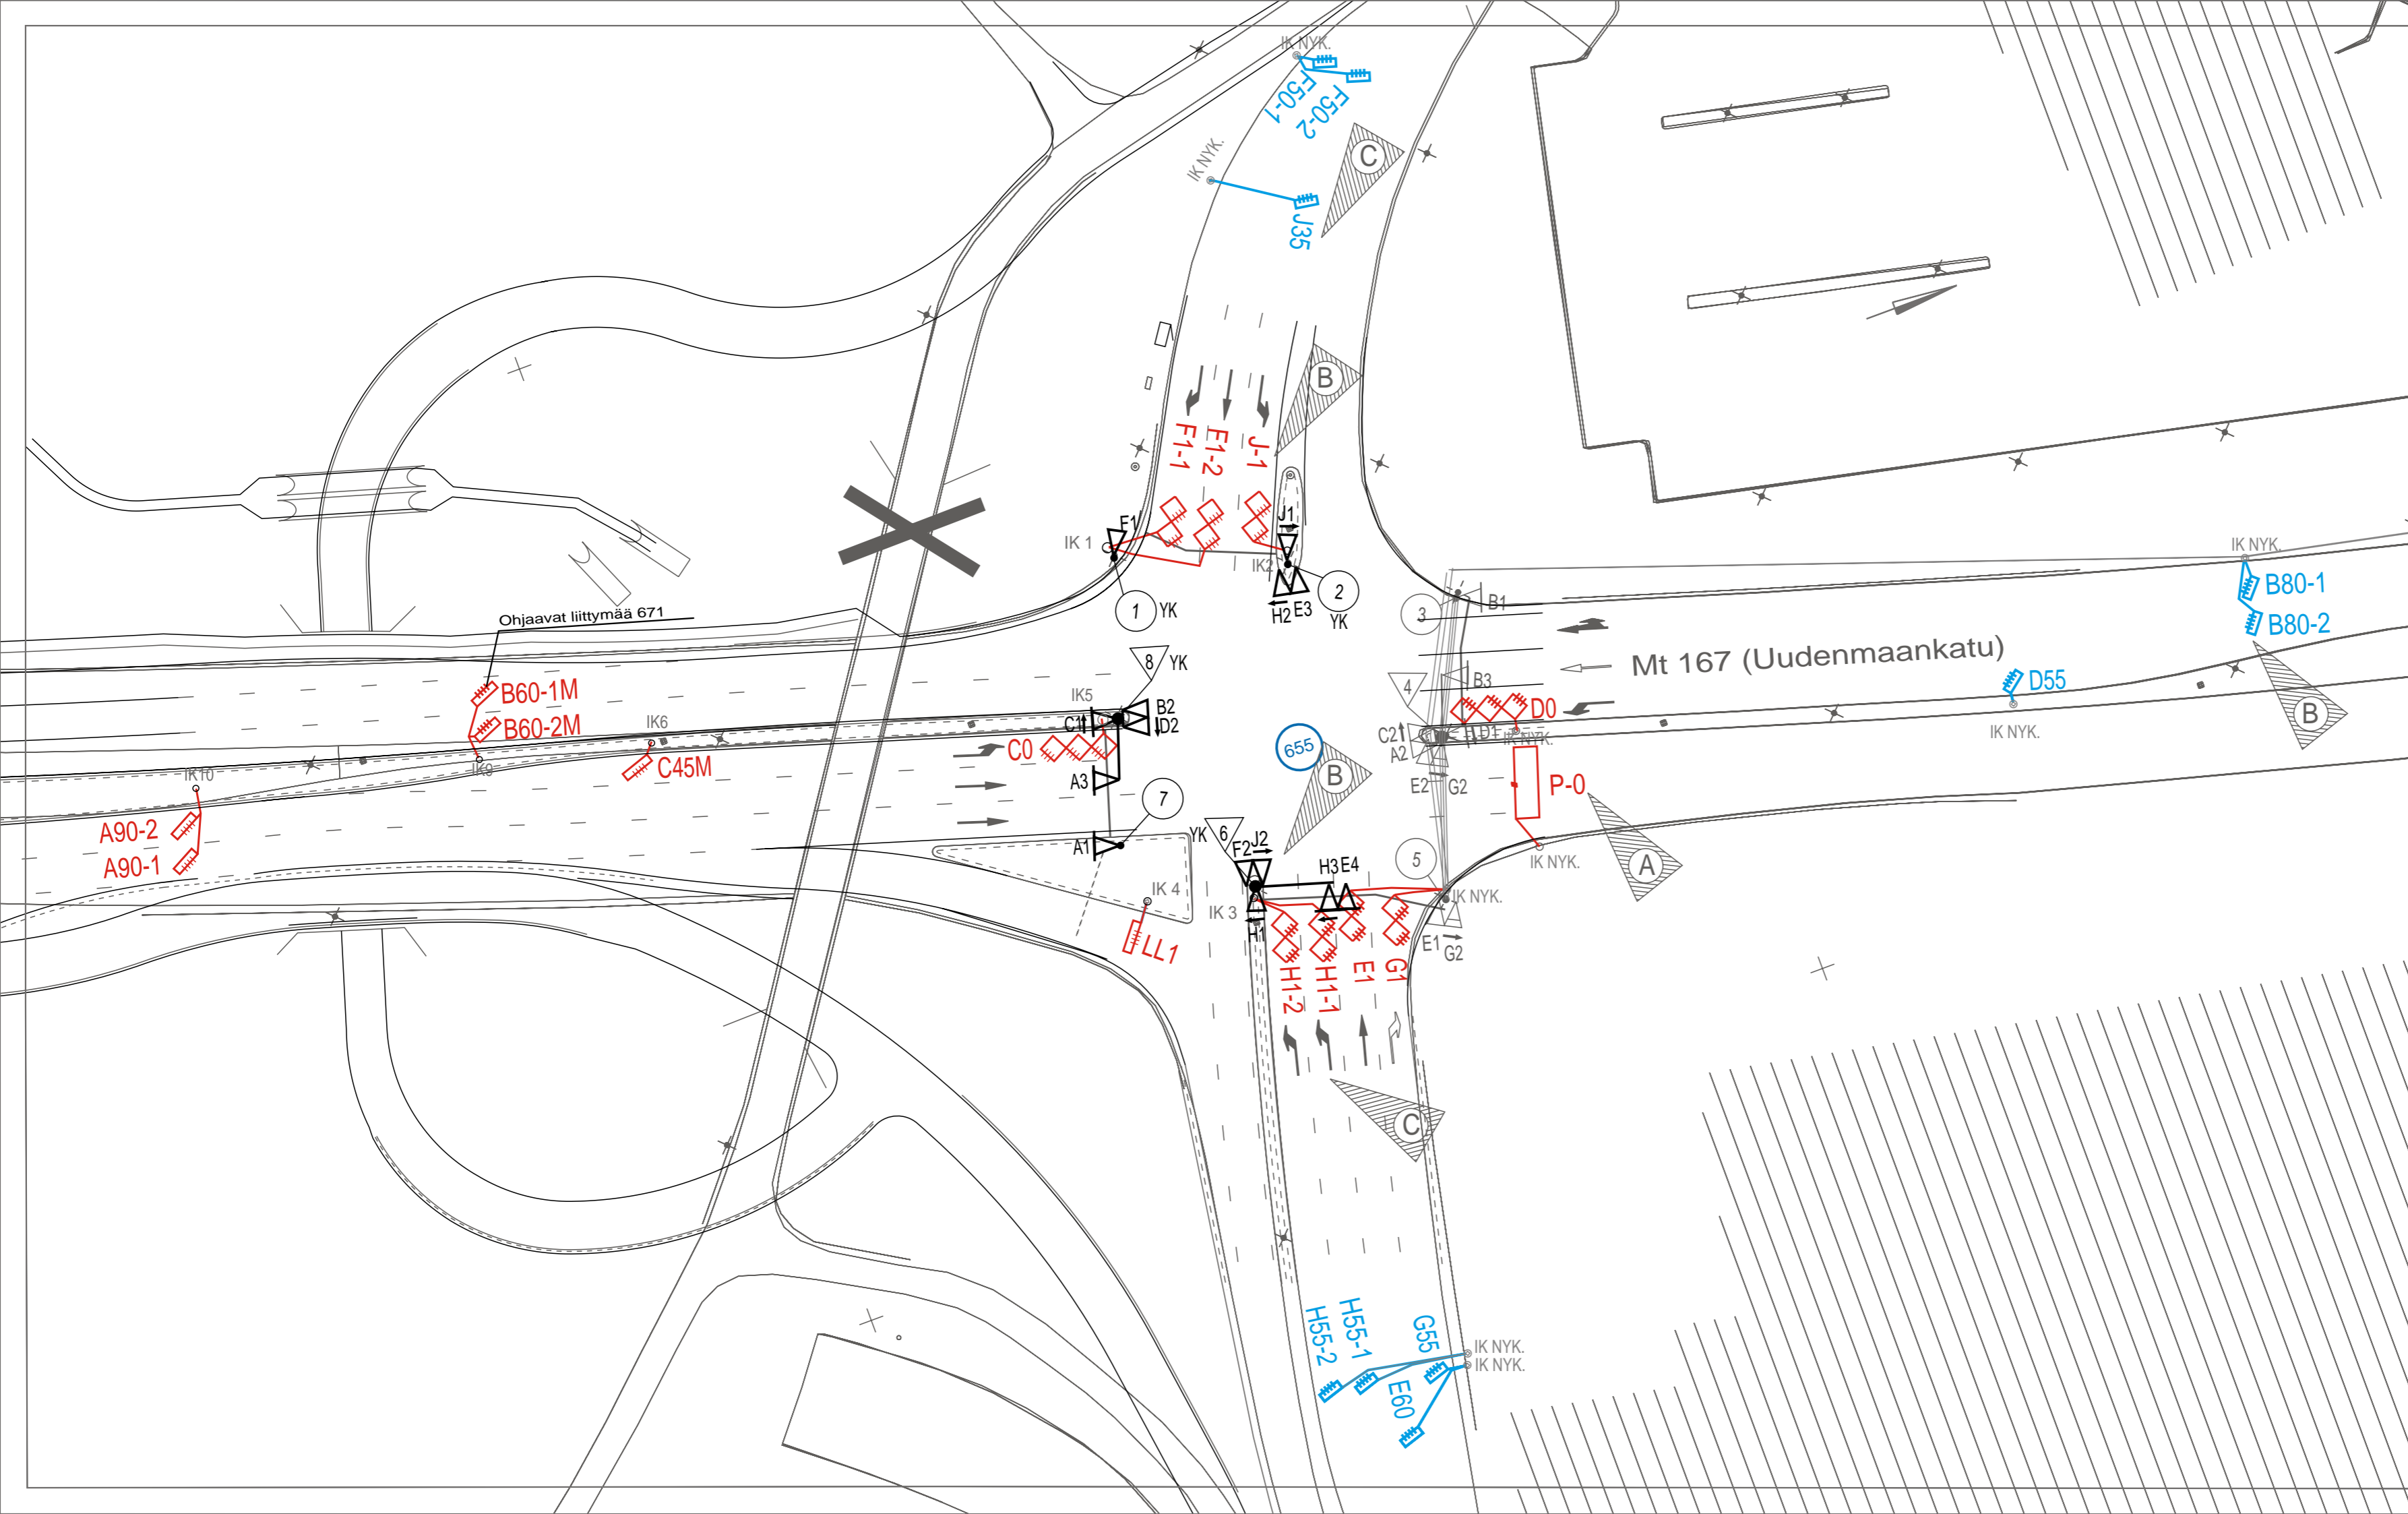 IK NYK.
F50-1
F50-2
C
IK NYK.
J35
B
F1-1
E1-2
J-1
F1
J1
IK 1
IK2
1
YK
H2
E3
2
YK
3
B1
IK NYK.
B80-1
B80-2
Ohjaavat liittymää 671
8
YK
Mt 167 (Uudenmaankatu)
B60-1M
B60-2M
IK6
IK5
C1
B2
D2
4
B3
D0
D55
B
IK NYK.
C0
C2
A2
D1
IK NYK.
655
B
IK10
IK9
C45M
A3
E2
G2
P-0
7
A90-2
A90-1
A1
YK
6
F2
J2
5
IK NYK.
A
H3
E4
IK 4
IK 3
H1
IK NYK.
LL1
E1
G2
H1-2
H1-1
E1
G1
C
H55-2
H55-1
G55
E60
IK NYK.
IK NYK.